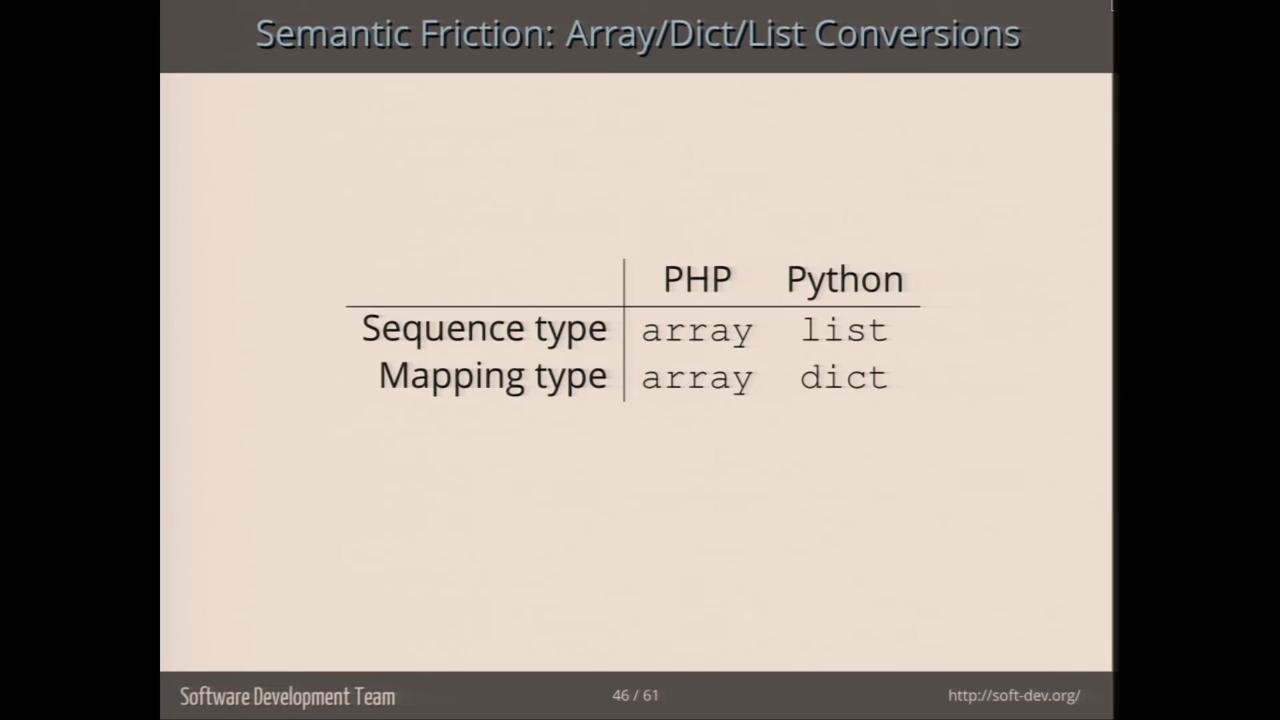 Semantic Friction: Array/Dict/List Conversions
PHP Python
Sequence type array list
Mapping type array dict
Software Development Team 46 / 61 http://soft-dev.org/